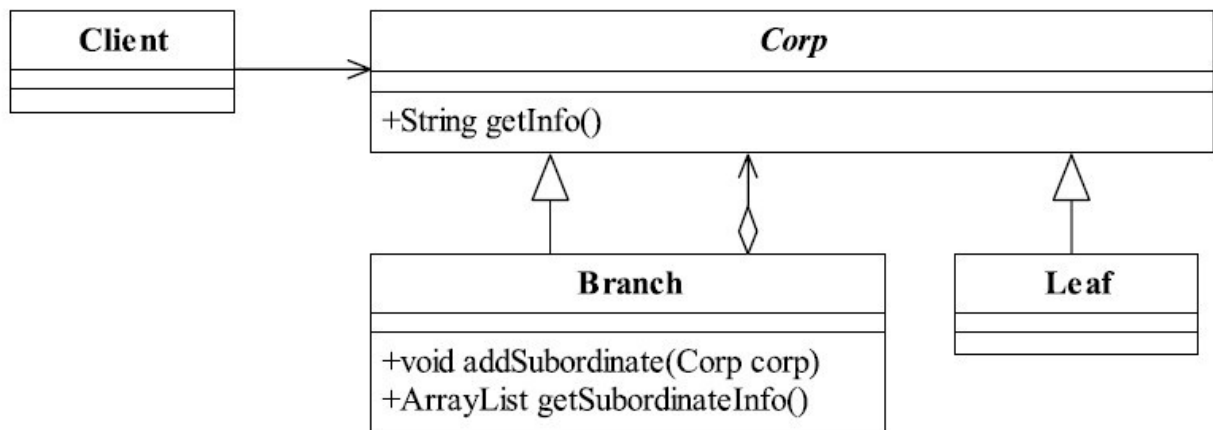 Client
Corp
+String getInfo()
Branch
Leaf
+void addSubordinate(Corp corp)
+ArrayList getSubordinateInfo()